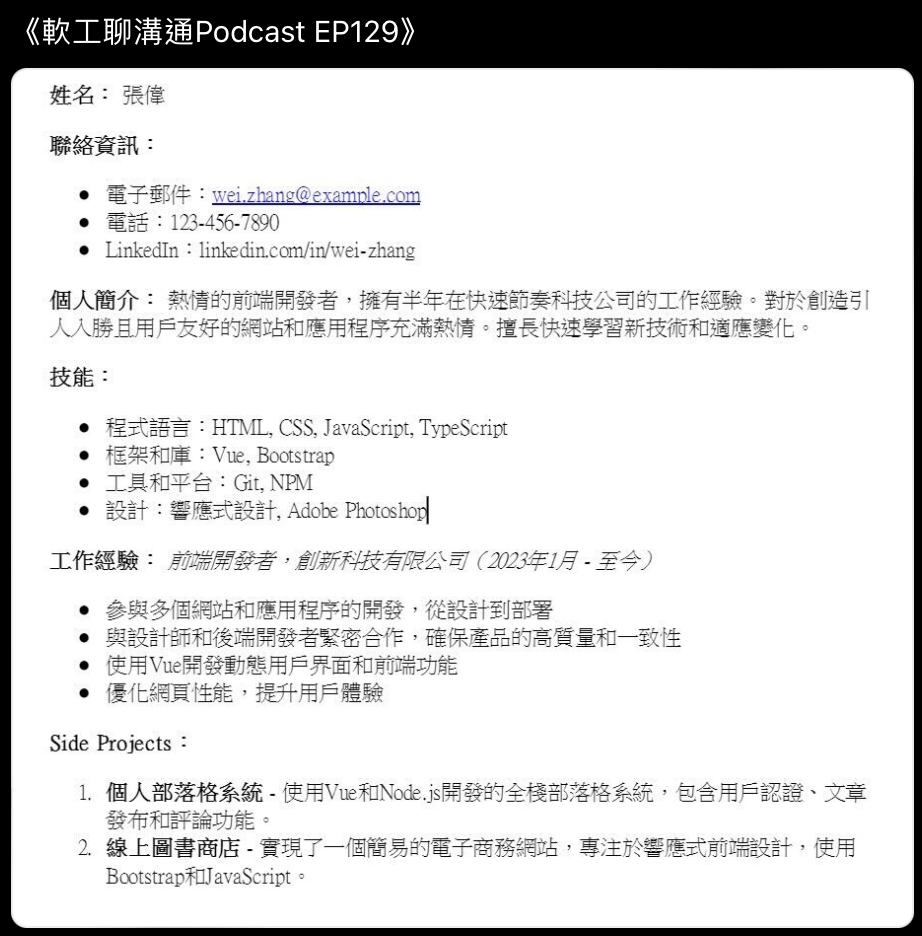 《軟工聊溝通Podcast EP129》
姓名： 張偉
聯絡資訊：
● 電子郵件：wei.zhang@example.com
● 電話：123-456-7890
● LinkedIn：linkedin.com/in/wei-zhang
個人簡介： 熱情的前端開發者，擁有半年在快速節奏科技公司的工作經驗。對於創造引
人入勝且用戶友好的網站和應用程序充滿熱情。擅長快速學習新技術和適應變化。
技能：
● 程式語言：HTML, CSS, JavaScript, TypeScript
● 框架和庫：Vue, Bootstrap
● 工具和平台：Git, NPM
● 設計：響應式設計, Adobe Photoshop
工作經驗： 前端開發者，創新科技有限公司（2023年1月 - 至今）
● 參與多個網站和應用程序的開發，從設計到部署
● 與設計師和後端開發者緊密合作，確保產品的高質量和一致性
● 使用Vue開發動態用戶界面和前端功能
● 優化網頁性能，提升用戶體驗
Side Projects：
1. 個人部落格系統 - 使用Vue和Node.js開發的全棧部落格系統，包含用戶認證、文章
發布和評論功能。
2. 線上圖書商店 - 實現了一個簡易的電子商務網站，專注於響應式前端設計，使用
Bootstrap和JavaScript。